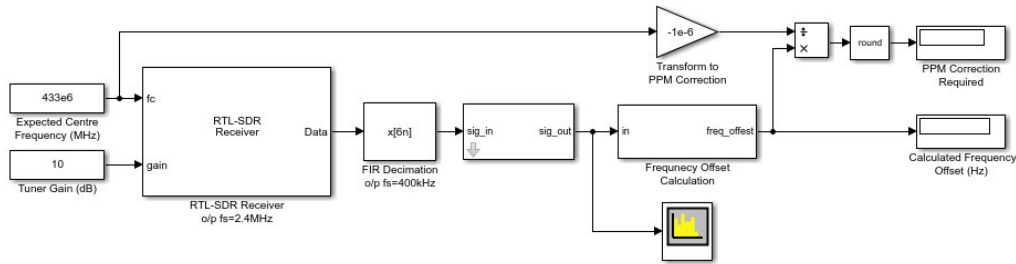 -1e-6
÷
×
round
Transform to
PPM Correction
PPM Correction
Required
433e6
Expected Centre
Frequency (MHz)
fc
RTL-SDR
Receiver
Data
gain
10
Tuner Gain (dB)
RTL-SDR Receiver
o/p fs=2.4MHz
x[6n]
FIR Decimation
o/p fs=400kHz
sig_in
sig_out
in
freq_offest
Frequnecy Offset
Calculation
Calculated Frequency
Offset (Hz)